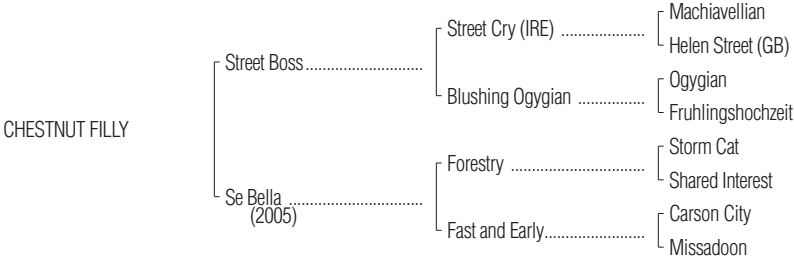 Machiavellian
Street Cry (IRE) ......................
Helen Street (GB)
Street Boss.............................
Ogygian
Blushing Ogygian .................
Fruhlingshochzeit
CHESTNUT FILLY
Storm Cat
Forestry ..................................
Shared Interest
Se Bella .................................
(2005)
Carson City
Fast and Early.........................
Missadoon